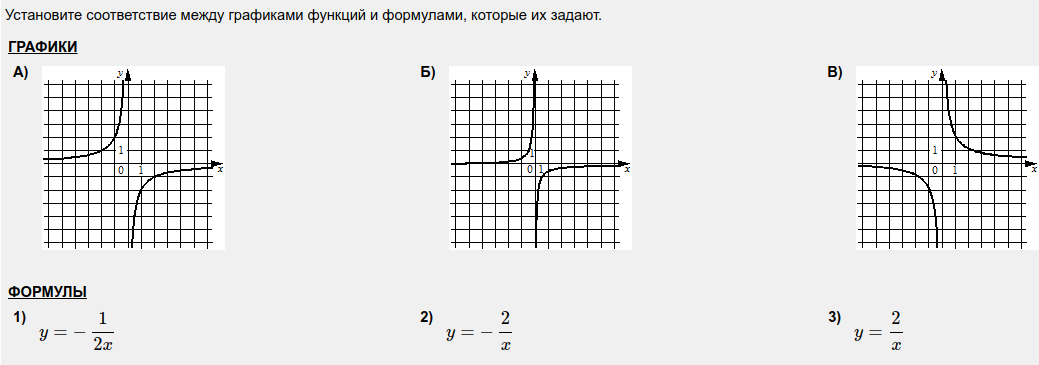 Установите соответствие между графиками функций и формулами, которые их задают.
ГРАФИКИ
А) Б) В)
y y y
1 1 1
0 1 x 0 1 x 0 1 x
ФОРМУЛЫ
1) y = − 1/(2x) 2) y = − 2/x 3) y = 2/x